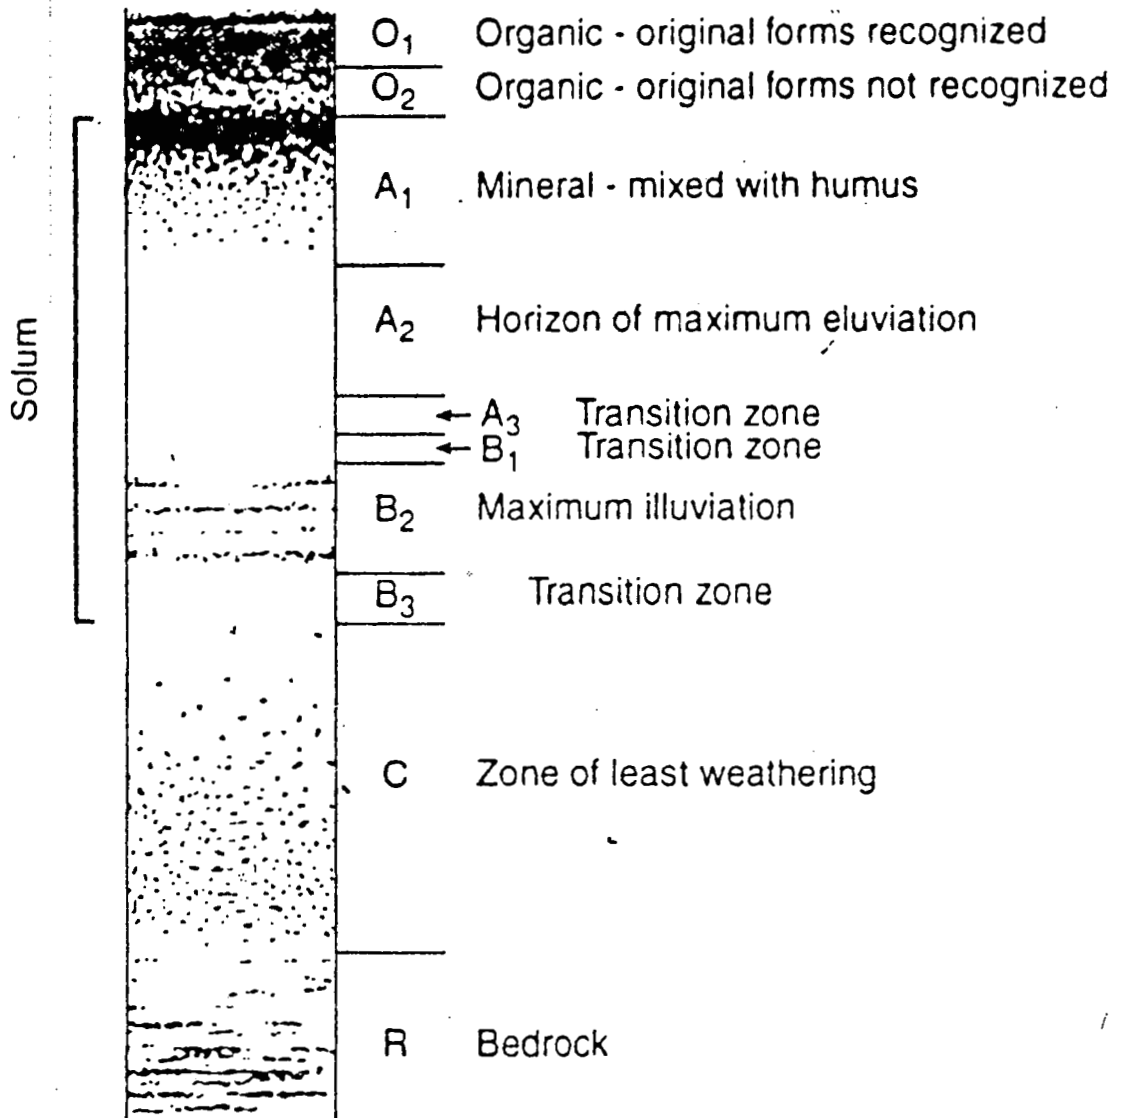 O₁ Organic - original forms recognized
O₂ Organic - original forms not recognized
A₁ Mineral - mixed with humus
A₂ Horizon of maximum eluviation
Solum
A₃ Transition zone
B₁ Transition zone
B₂ Maximum illuviation
B₃ Transition zone
C Zone of least weathering
R Bedrock